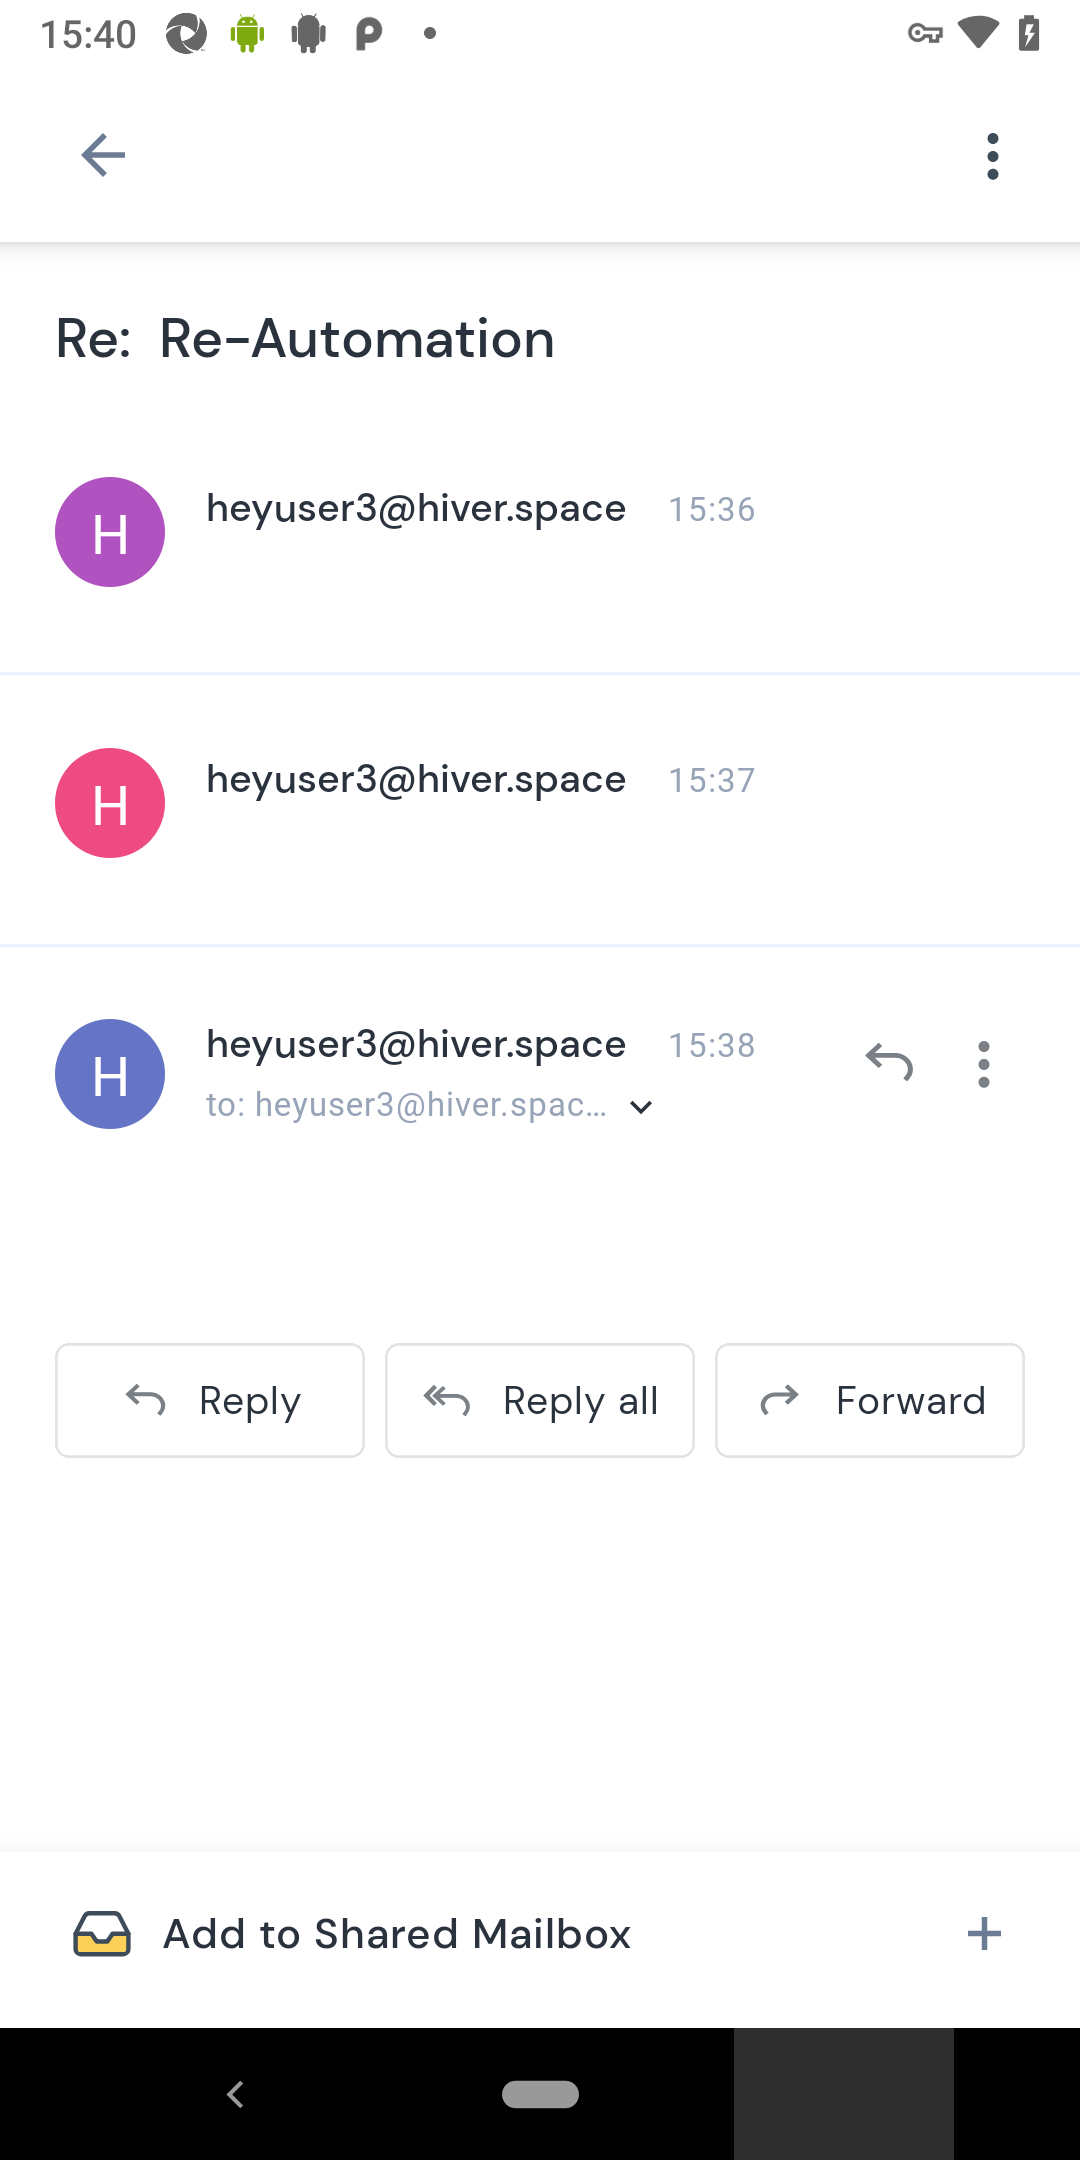 15:40
Re:  Re-Automation
H
heyuser3@hiver.space 15:36
H
heyuser3@hiver.space 15:37
H
heyuser3@hiver.space 15:38
to: heyuser3@hiver.spac...
Reply
Reply all
Forward
Add to Shared Mailbox